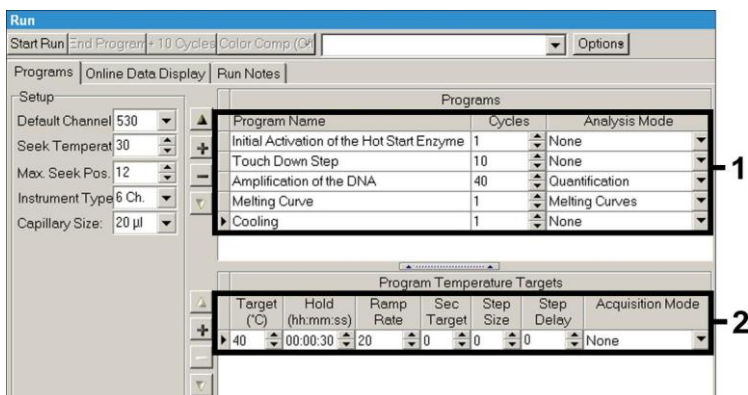 Run
Start Run End Program + 10 Cycles Color Comp (Off Options
Programs Online Data Display Run Notes
Setup
Default Channel 530
Seek Temperat 30
Max. Seek Pos. 12
Instrument Type 6 Ch.
Capillary Size: 20 µl
Programs
Program Name Cycles Analysis Mode
Initial Activation of the Hot Start Enzyme 1 None
Touch Down Step 10 None
Amplification of the DNA 40 Quantification
Melting Curve 1 Melting Curves
Cooling 1 None
1
Program Temperature Targets
Target (°C) Hold (hh:mm:ss) Ramp Rate Sec Target Step Size Step Delay Acquisition Mode
40 00:00:30 20 0 0 0 None
2